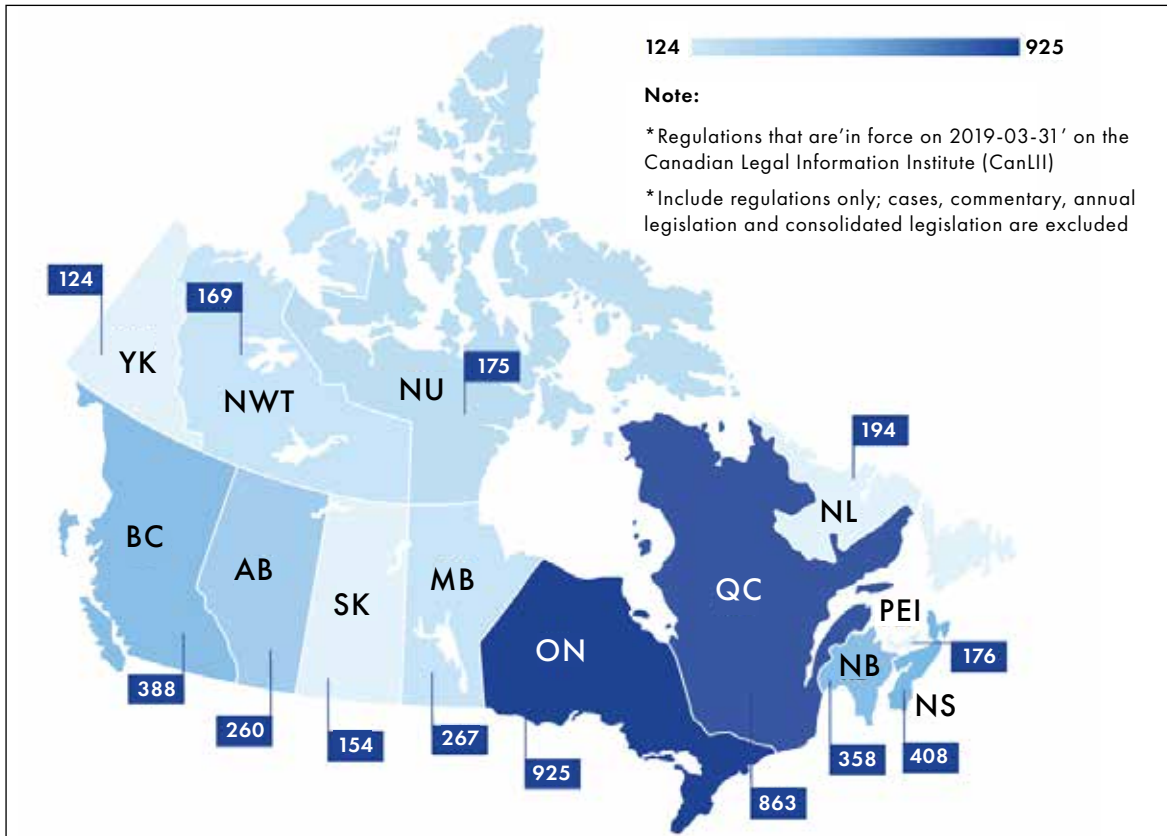 124 925
Note:
*Regulations that are'in force on 2019-03-31' on the
Canadian Legal Information Institute (CanLII)
*Include regulations only; cases, commentary, annual
legislation and consolidated legislation are excluded
124
169
YK
NWT
NU
175
194
NL
BC
AB
SK
MB
ON
QC
PEI
NB
NS
176
388
260
154
267
925
863
358
408